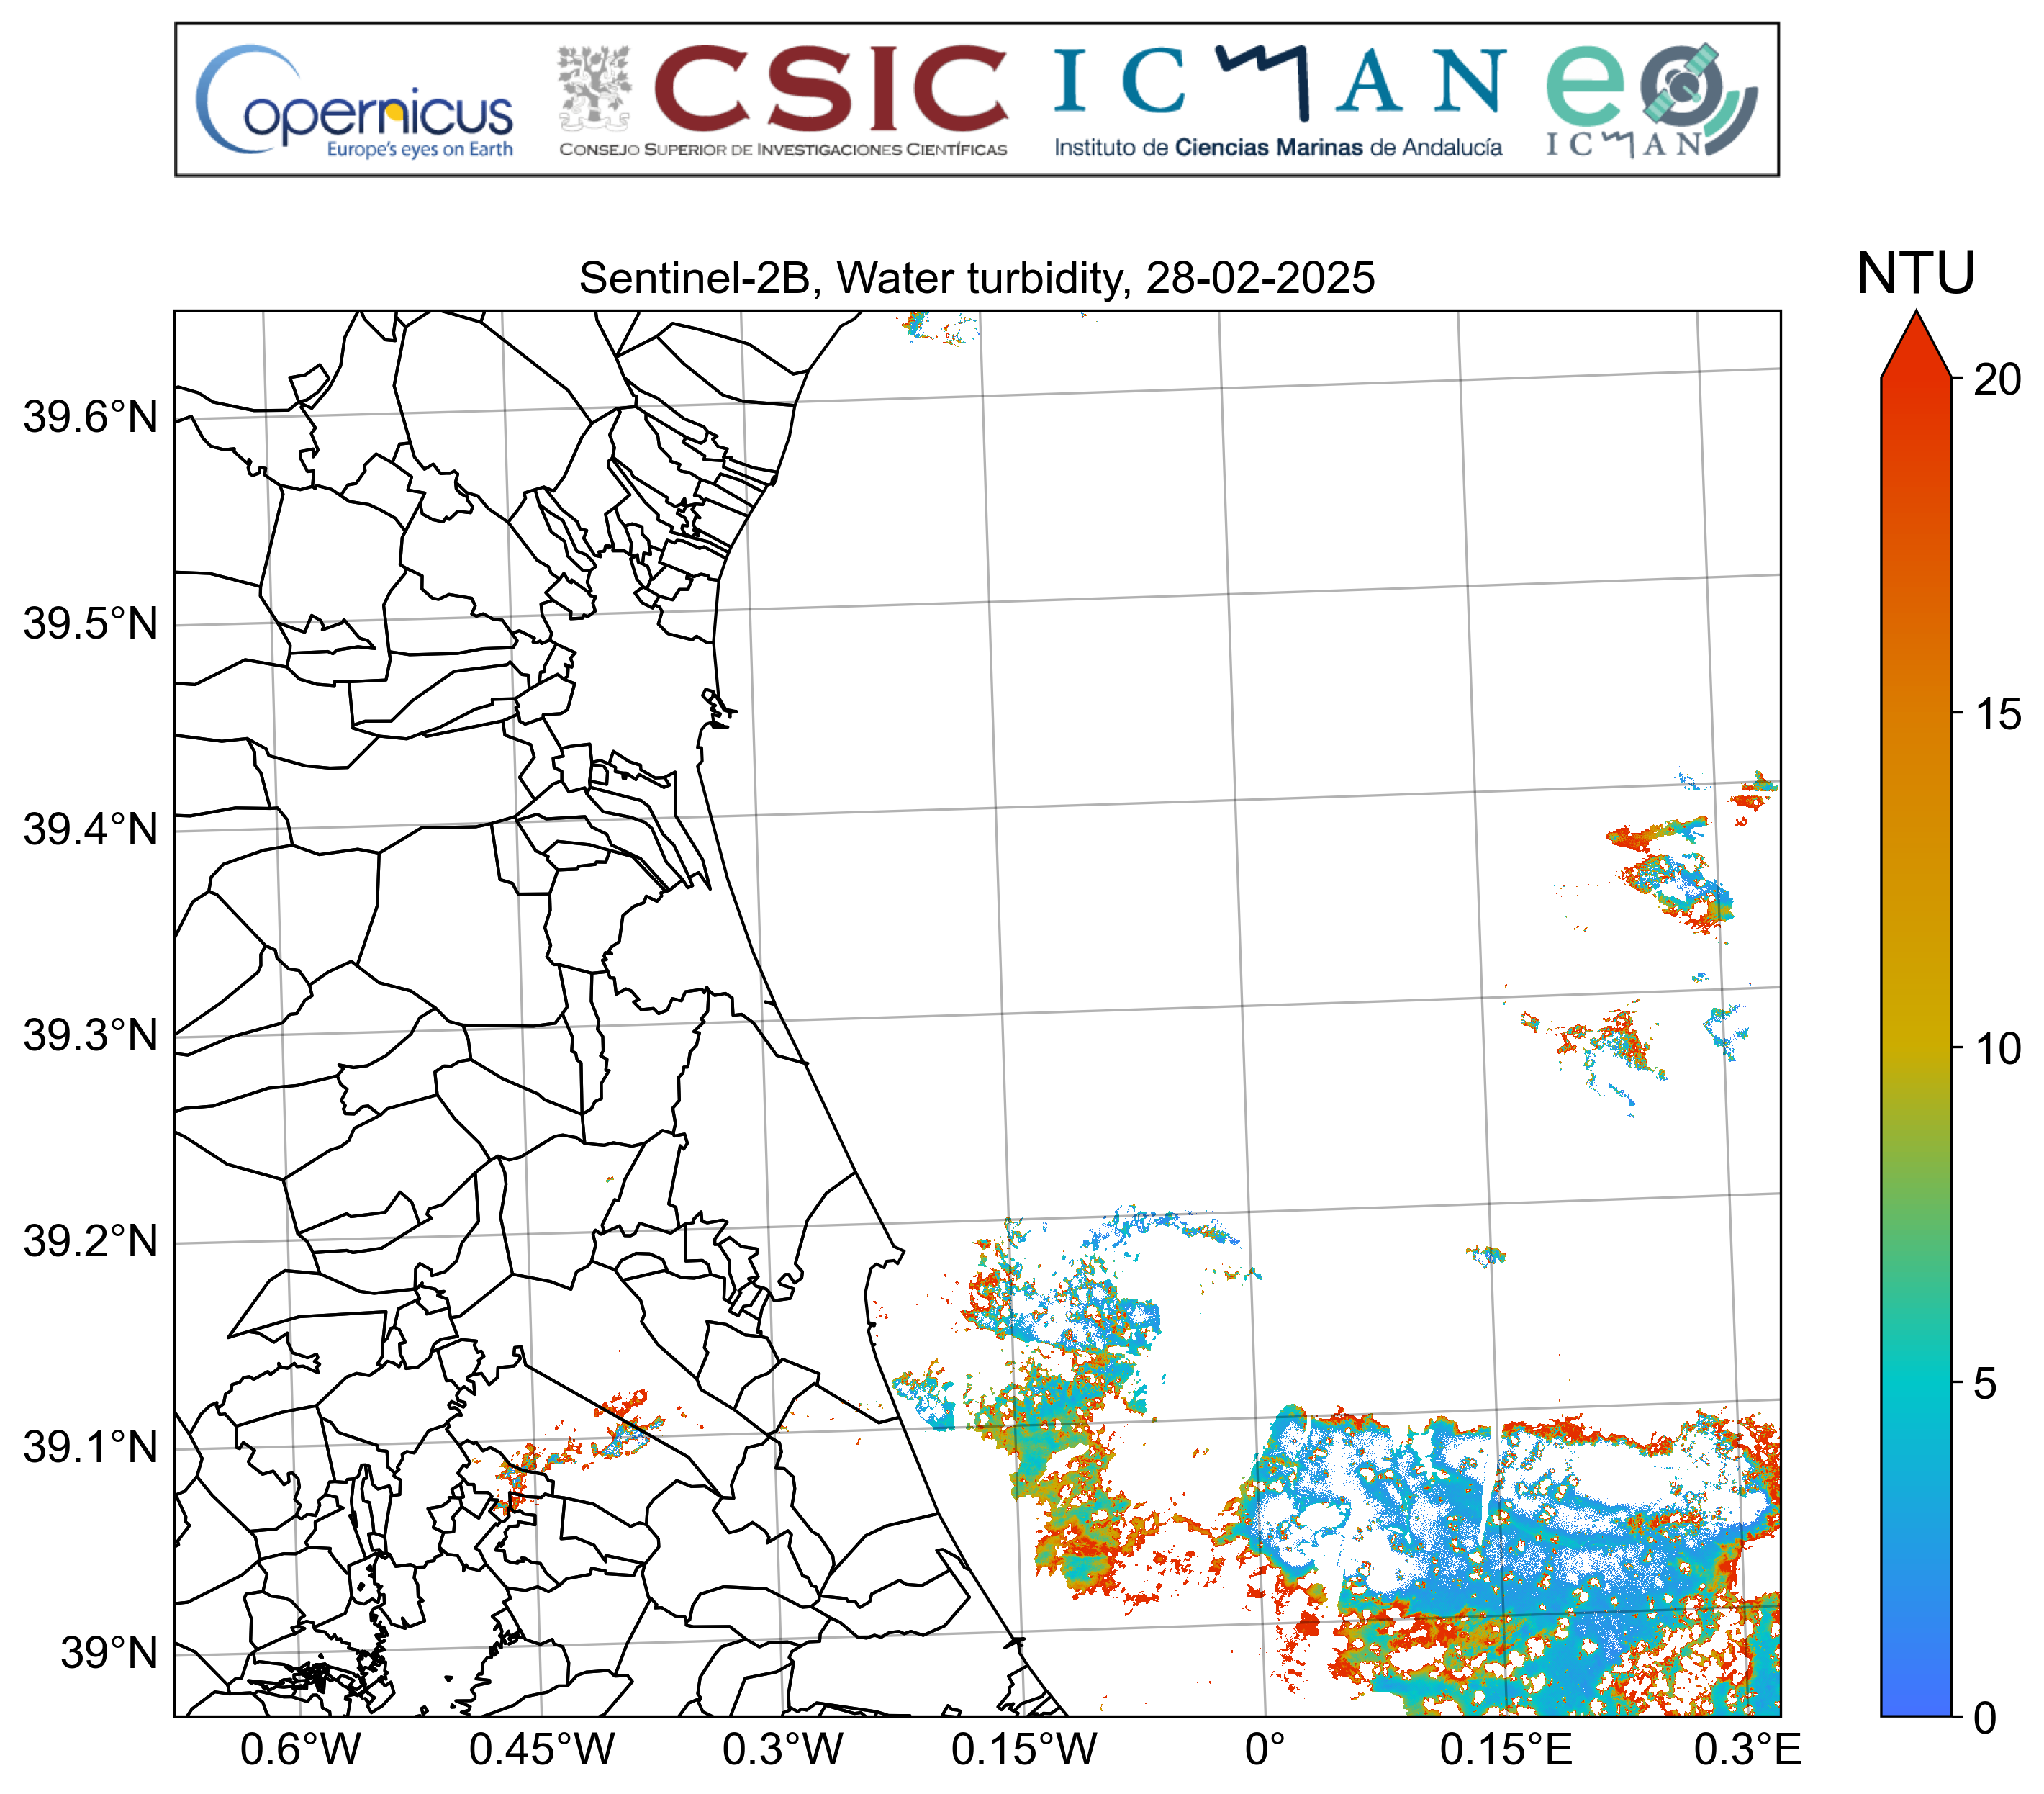 Copernicus
Europe's eyes on Earth
CSIC
CONSEJO SUPERIOR DE INVESTIGACIONES CIENTÍFICAS
ICMAN
Instituto de Ciencias Marinas de Andalucía
eo
ICMAN
Sentinel-2B, Water turbidity, 28-02-2025
NTU
39.6°N
39.5°N
39.4°N
39.3°N
39.2°N
39.1°N
39°N
0.6°W 0.45°W 0.3°W 0.15°W 0° 0.15°E 0.3°E
20
15
10
5
0